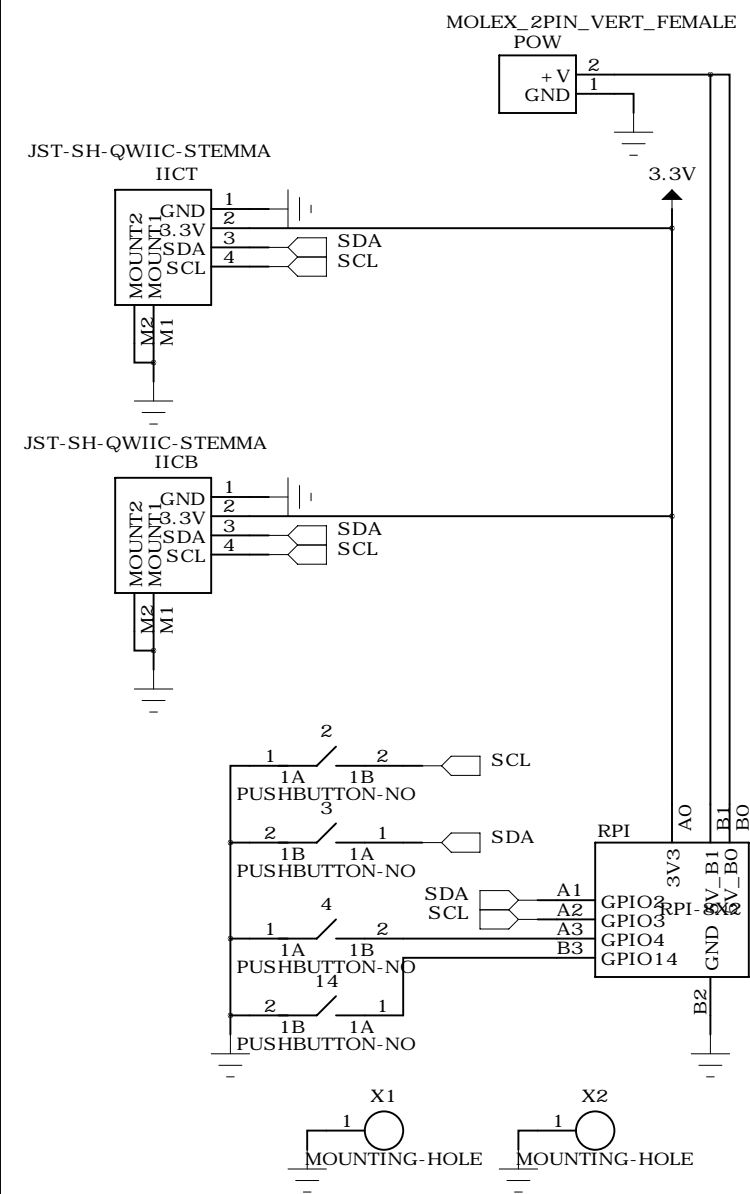 MOLEX_2PIN_VERT_FEMALE
POW
+V 2
GND 1
JST-SH-QWIIC-STEMMA
IICT
3.3V
GND 1
3.3V 2
SDA 3 SDA
SCL 4 SCL
MOUNT2
MOUNT1
M2
M1
JST-SH-QWIIC-STEMMA
IICB
GND 1
3.3V 2
SDA 3 SDA
SCL 4 SCL
MOUNT2
MOUNT1
M2
M1
2
1 2 SCL
1A 1B
PUSHBUTTON-NO
3
2 1 SDA
1B 1A
PUSHBUTTON-NO
4
1 2
1A 1B
PUSHBUTTON-NO
14
2 1
1B 1A
PUSHBUTTON-NO
RPI
A0
B1
B0
3V3
5V_B1
5V_B0
SDA A1 GPIO2
SCL A2 GPIO3
A3 GPIO4
B3 GPIO14
RPI-8X2
GND
B2
X1
1
MOUNTING-HOLE
X2
1
MOUNTING-HOLE